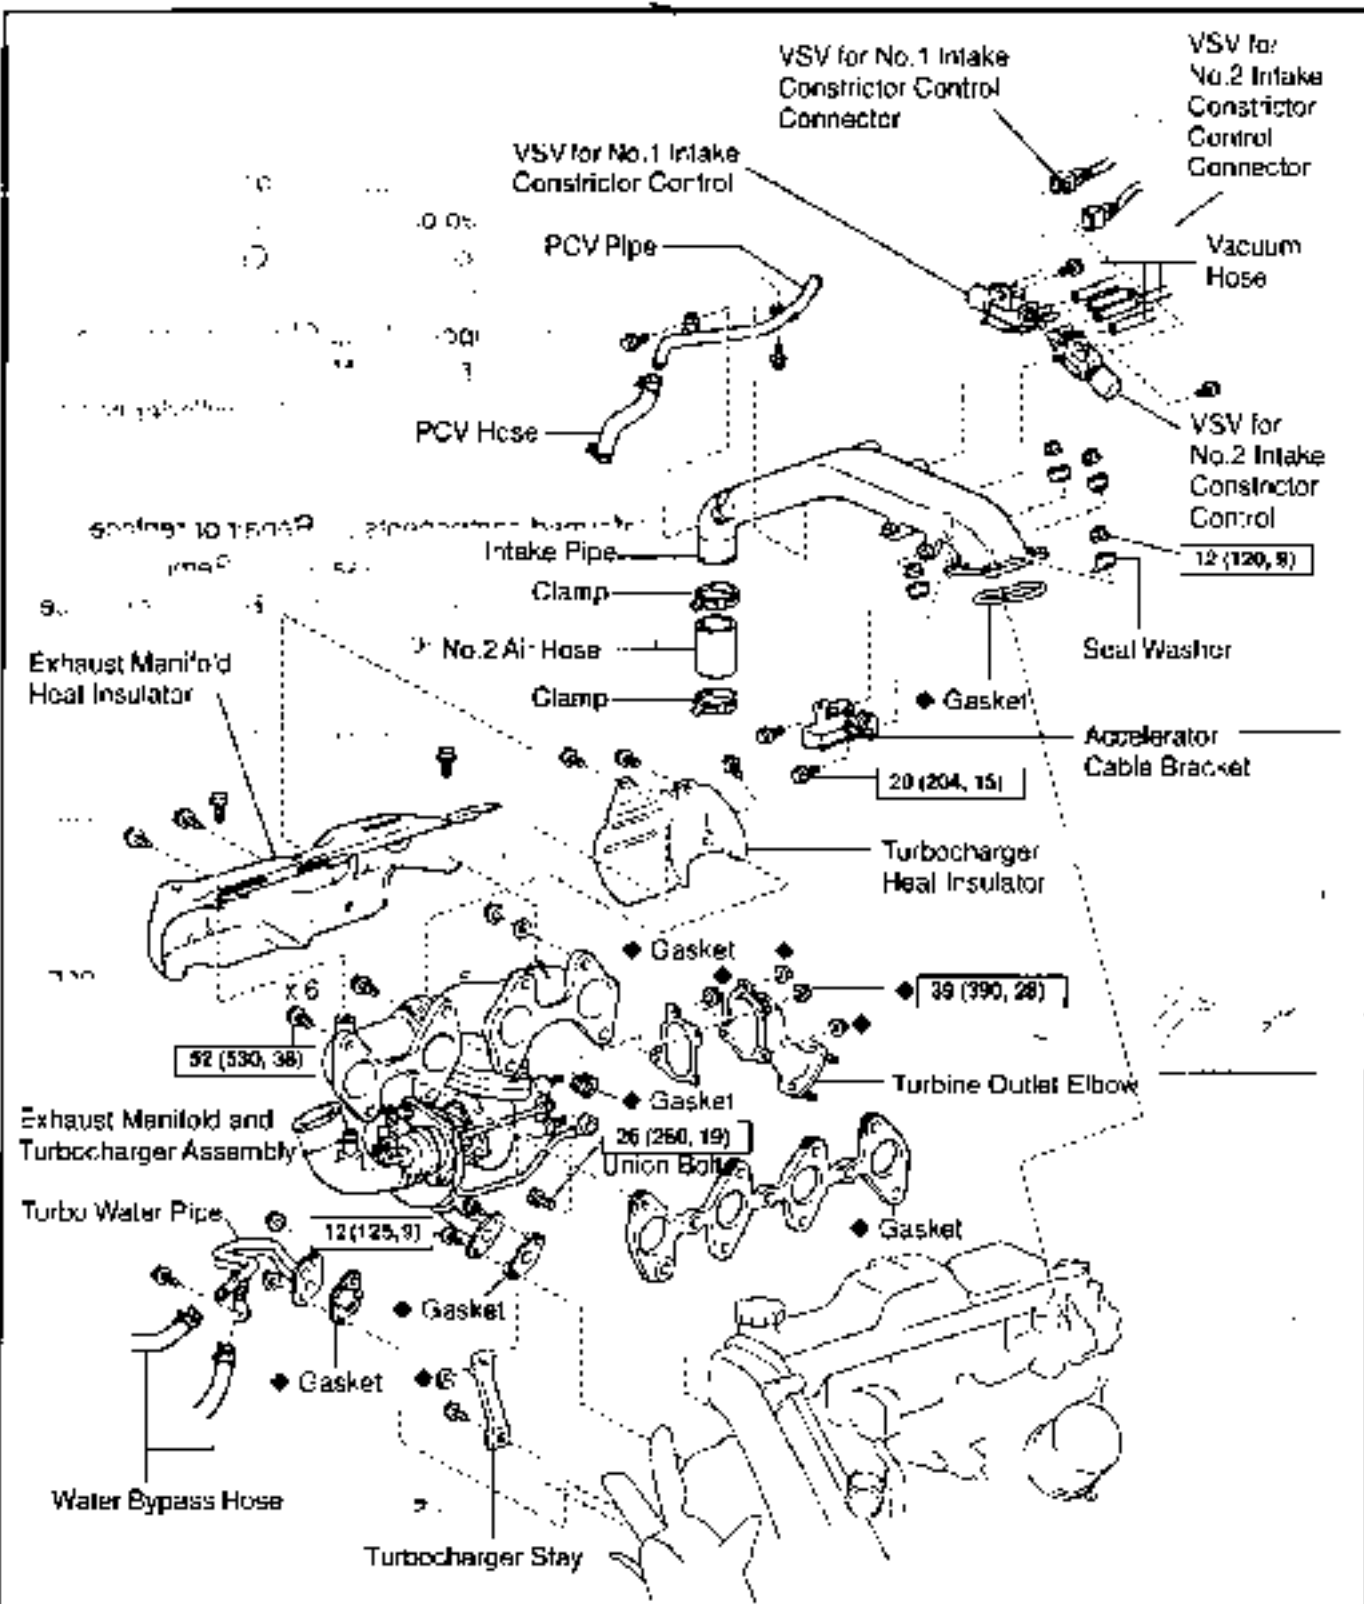 VSV for No.1 Intake
Constrictor Control
Connector
VSV for
No.2 Intake
Constrictor
Control
Connector
VSV for No.1 Intake
Constrictor Control
PCV Pipe
Vacuum
Hose
PCV Hose
VSV for
No.2 Intake
Constrictor
Control
Intake Pipe
12 (120, 9)
Clamp
No.2 Air Hose
Seal Washer
Exhaust Manifold
Heat Insulator
Clamp
◆ Gasket
Accelerator
Cable Bracket
20 (204, 15)
Turbocharger
Heat Insulator
◆ Gasket
◆
◆
x 6
◆ 39 (390, 28)
◆
52 (530, 38)
Turbine Outlet Elbow
◆ Gasket
Exhaust Manifold and
Turbocharger Assembly
26 (260, 19)
Union Bolt
Turbo Water Pipe
12 (125, 9)
◆ Gasket
◆ Gasket
◆ Gasket
◆
Water Bypass Hose
Turbocharger Stay